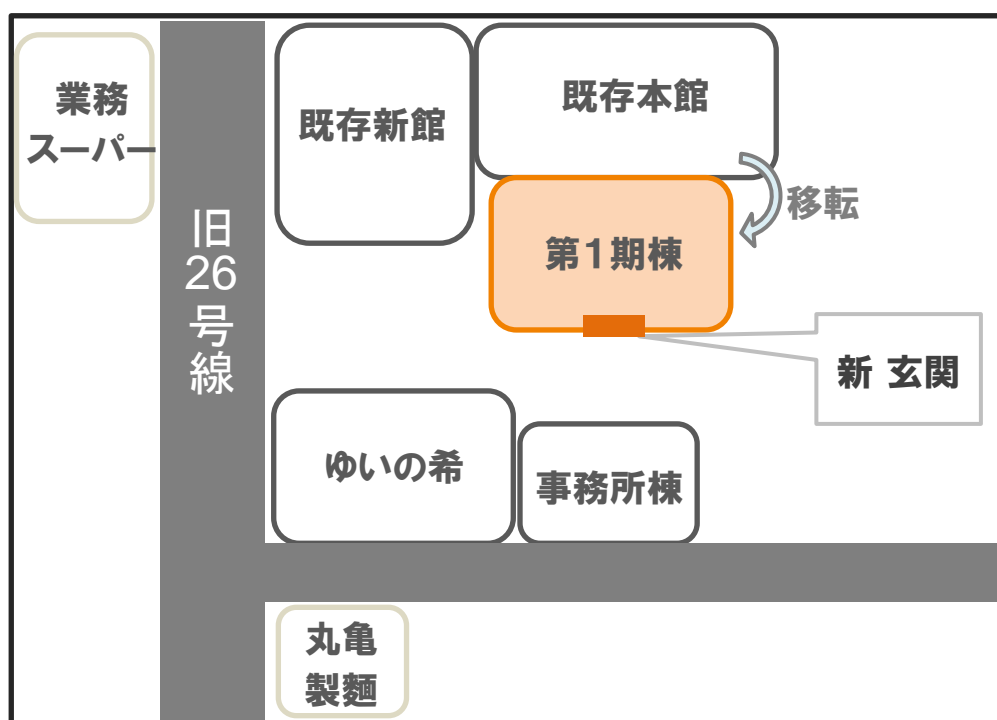 業務
スーパー
既存新館
既存本館
移転
旧
26
号
線
第1期棟
新 玄関
ゆいの希
事務所棟
丸亀
製麺